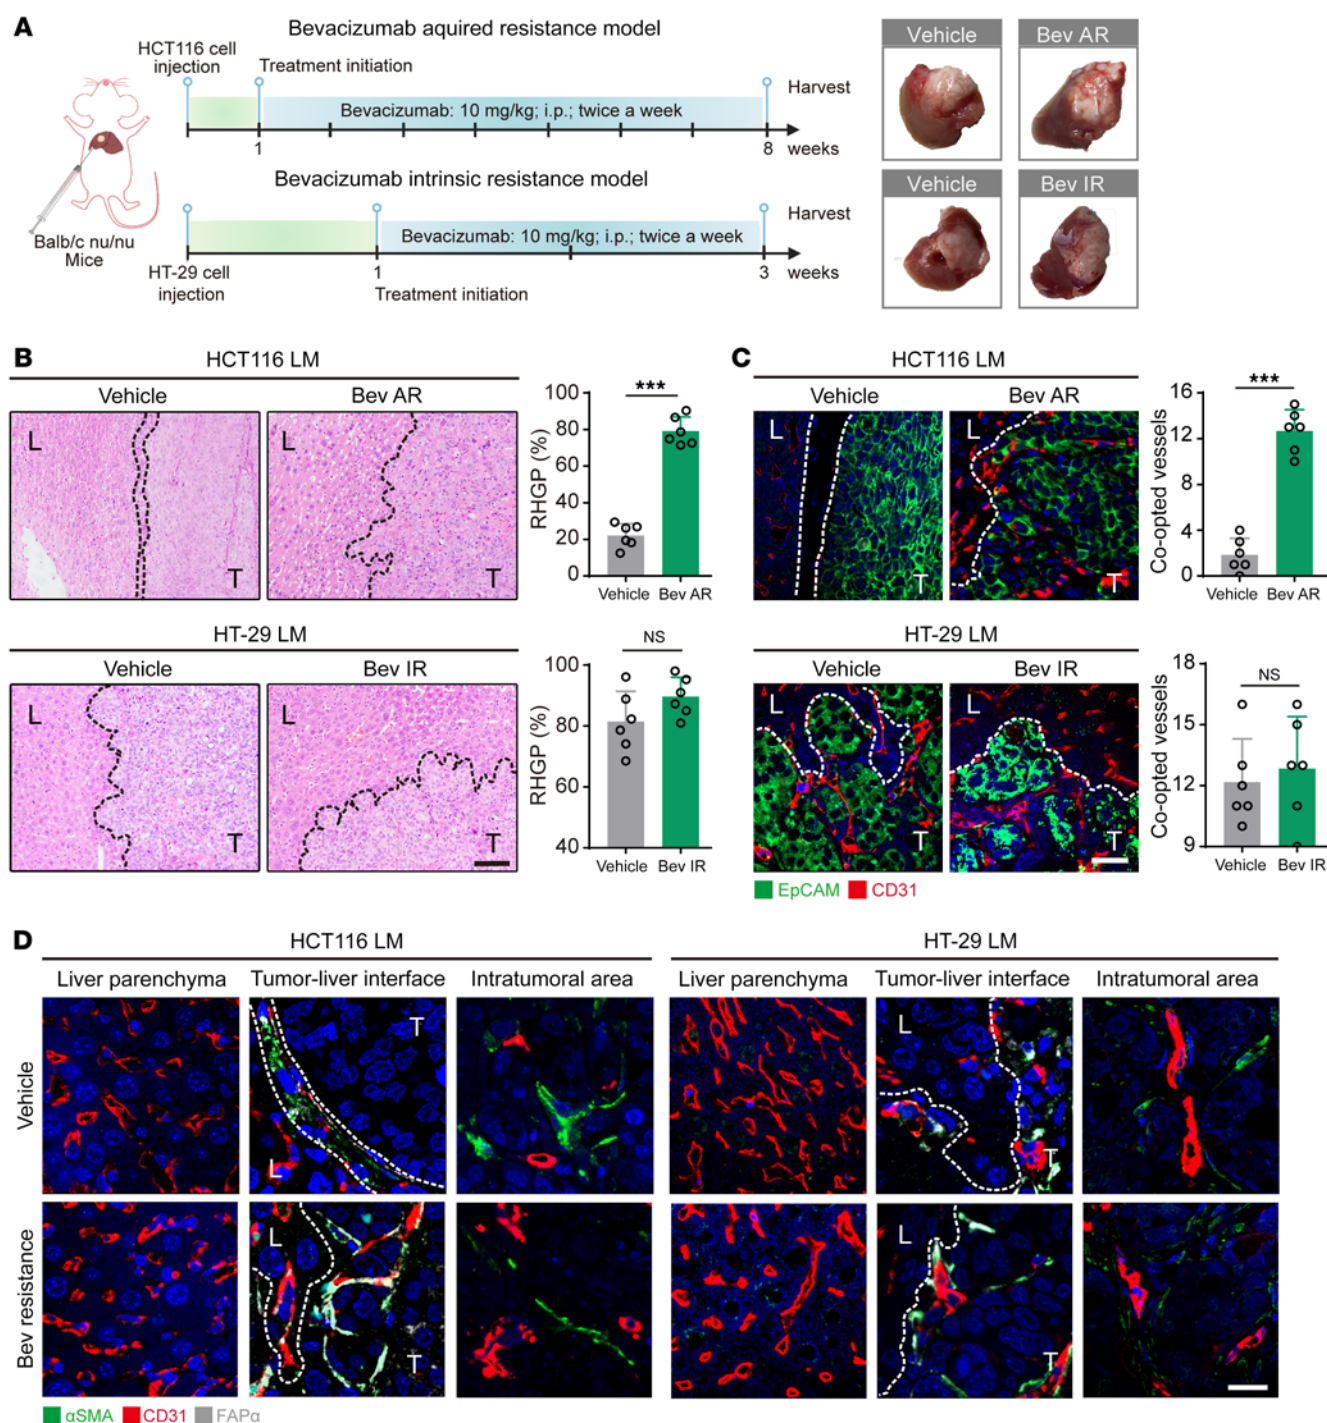 A
Bevacizumab aquired resistance model
HCT116 cell
injection
Treatment initiation
Harvest
Bevacizumab: 10 mg/kg; i.p.; twice a week
1
8
weeks
Bevacizumab intrinsic resistance model
Harvest
Bevacizumab: 10 mg/kg; i.p.; twice a week
Balb/c nu/nu
Mice
HT-29 cell
injection
1
3
weeks
Treatment initiation
Vehicle
Bev AR
Vehicle
Bev IR
B
HCT116 LM
Vehicle
Bev AR
L
T
L
T
RHGP (%)
100
80
60
40
20
0
***
Vehicle
Bev AR
HT-29 LM
Vehicle
Bev IR
L
T
L
T
RHGP (%)
100
80
60
40
NS
Vehicle
Bev IR
C
HCT116 LM
Vehicle
Bev AR
L
T
L
T
Co-opted vessels
16
12
8
4
0
***
Vehicle
Bev AR
HT-29 LM
Vehicle
Bev IR
L
T
L
T
EpCAM
CD31
Co-opted vessels
18
15
12
9
NS
Vehicle
Bev IR
D
HCT116 LM
HT-29 LM
Liver parenchyma
Tumor-liver interface
Intratumoral area
Liver parenchyma
Tumor-liver interface
Intratumoral area
Vehicle
T
L
L
T
Bev resistance
L
T
L
T
αSMA
CD31
FAPα